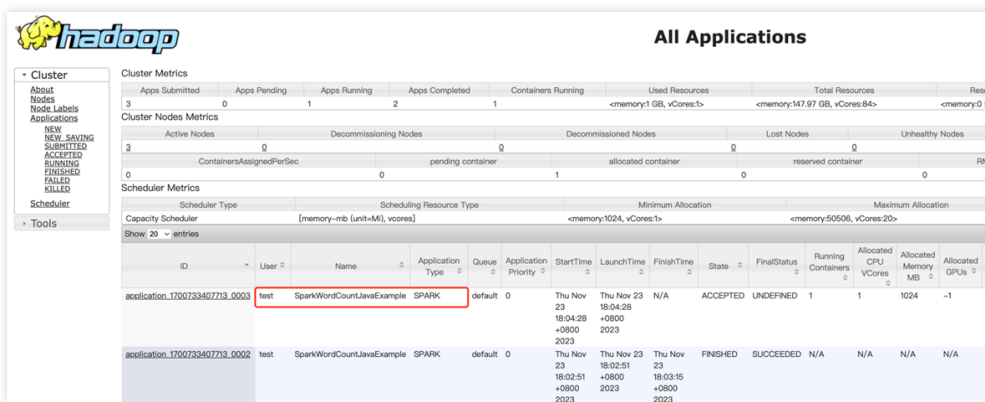 hadoop
All Applications
Cluster
About
Nodes
Node Labels
Applications
NEW
NEW_SAVING
SUBMITTED
ACCEPTED
RUNNING
FINISHED
FAILED
KILLED
Scheduler
Tools
Cluster Metrics
Apps Submitted Apps Pending Apps Running Apps Completed Containers Running Used Resources Total Resources Res
3 0 1 2 1 <memory:1 GB, vCores:1> <memory:147.97 GB, vCores:84> <memory:0
Cluster Nodes Metrics
Active Nodes Decommissioning Nodes Decommissioned Nodes Lost Nodes Unhealthy Nodes
3 0 0 0 0
ContainersAssignedPerSec pending container allocated container reserved container RM
0 0 1 0 0
Scheduler Metrics
Scheduler Type Scheduling Resource Type Minimum Allocation Maximum Allocation
Capacity Scheduler [memory-mb (unit=Mi), vcores] <memory:1024, vCores:1> <memory:50506, vCores:20>
Show 20 entries
ID User Name Application Type Queue Application Priority StartTime LaunchTime FinishTime State FinalStatus Running Containers Allocated CPU VCores Allocated Memory MB Allocated GPUs
application_1700733407713_0003 test SparkWordCountJavaExample SPARK default 0 Thu Nov 23 18:04:28 +0800 2023 Thu Nov 23 18:04:28 +0800 2023 N/A ACCEPTED UNDEFINED 1 1 1024 -1
application_1700733407713_0002 test SparkWordCountJavaExample SPARK default 0 Thu Nov 23 18:02:51 +0800 2023 Thu Nov 23 18:02:51 +0800 2023 Thu Nov 23 18:03:15 +0800 2023 FINISHED SUCCEEDED N/A N/A N/A N/A